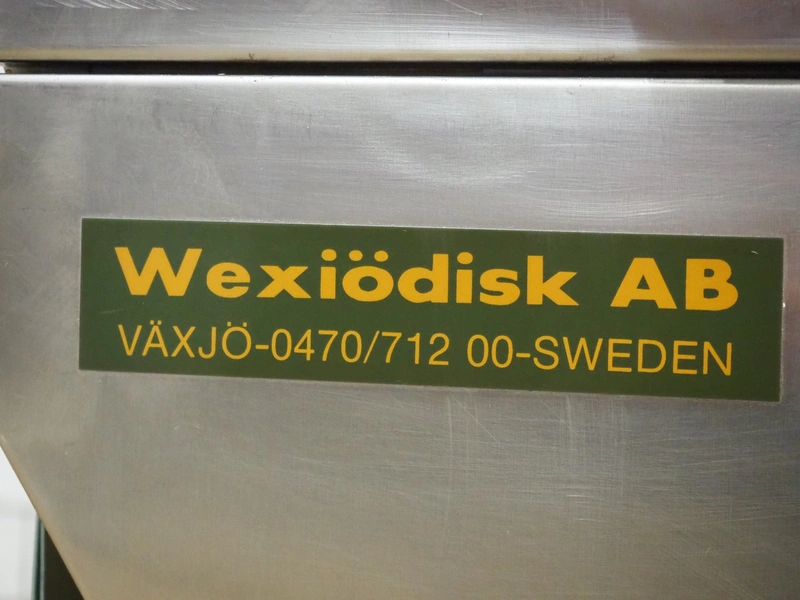 Wexiödisk AB
VÄXJÖ-0470/712 00-SWEDEN